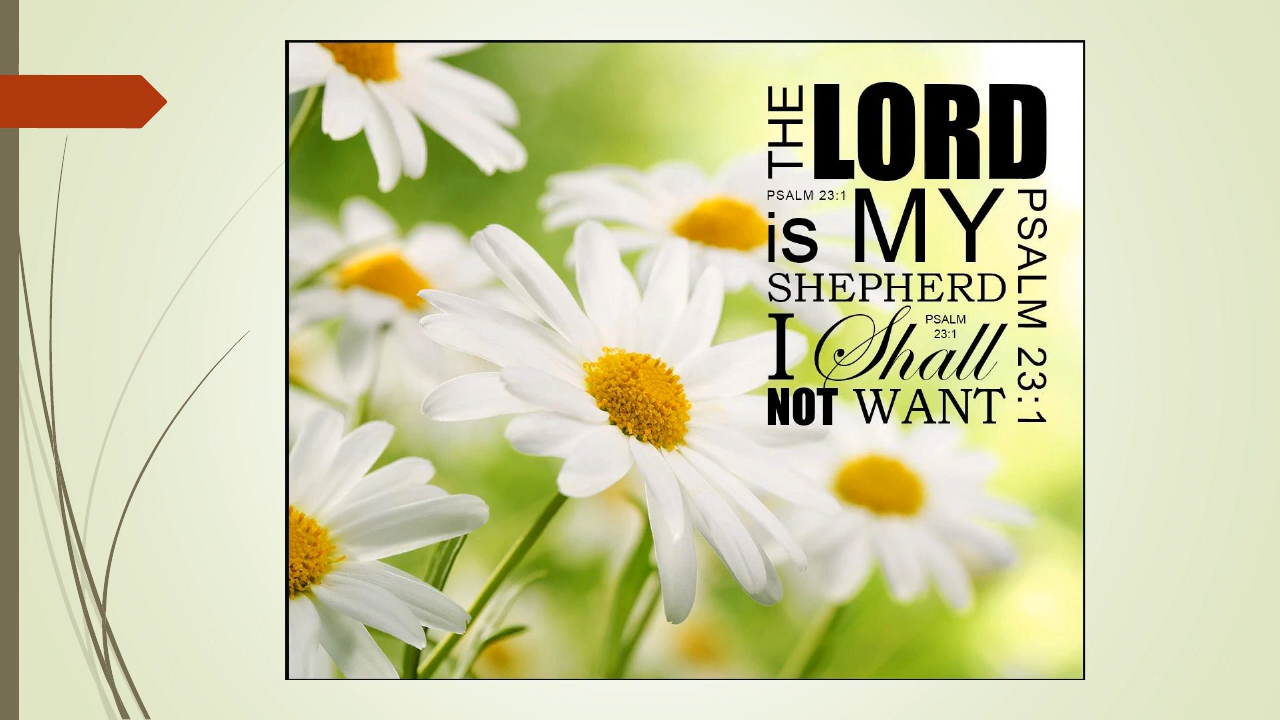 THE LORD
PSALM 23:1
is MY
SHEPHERD
I Shall
PSALM
23:1
NOT WANT
PSALM 23:1